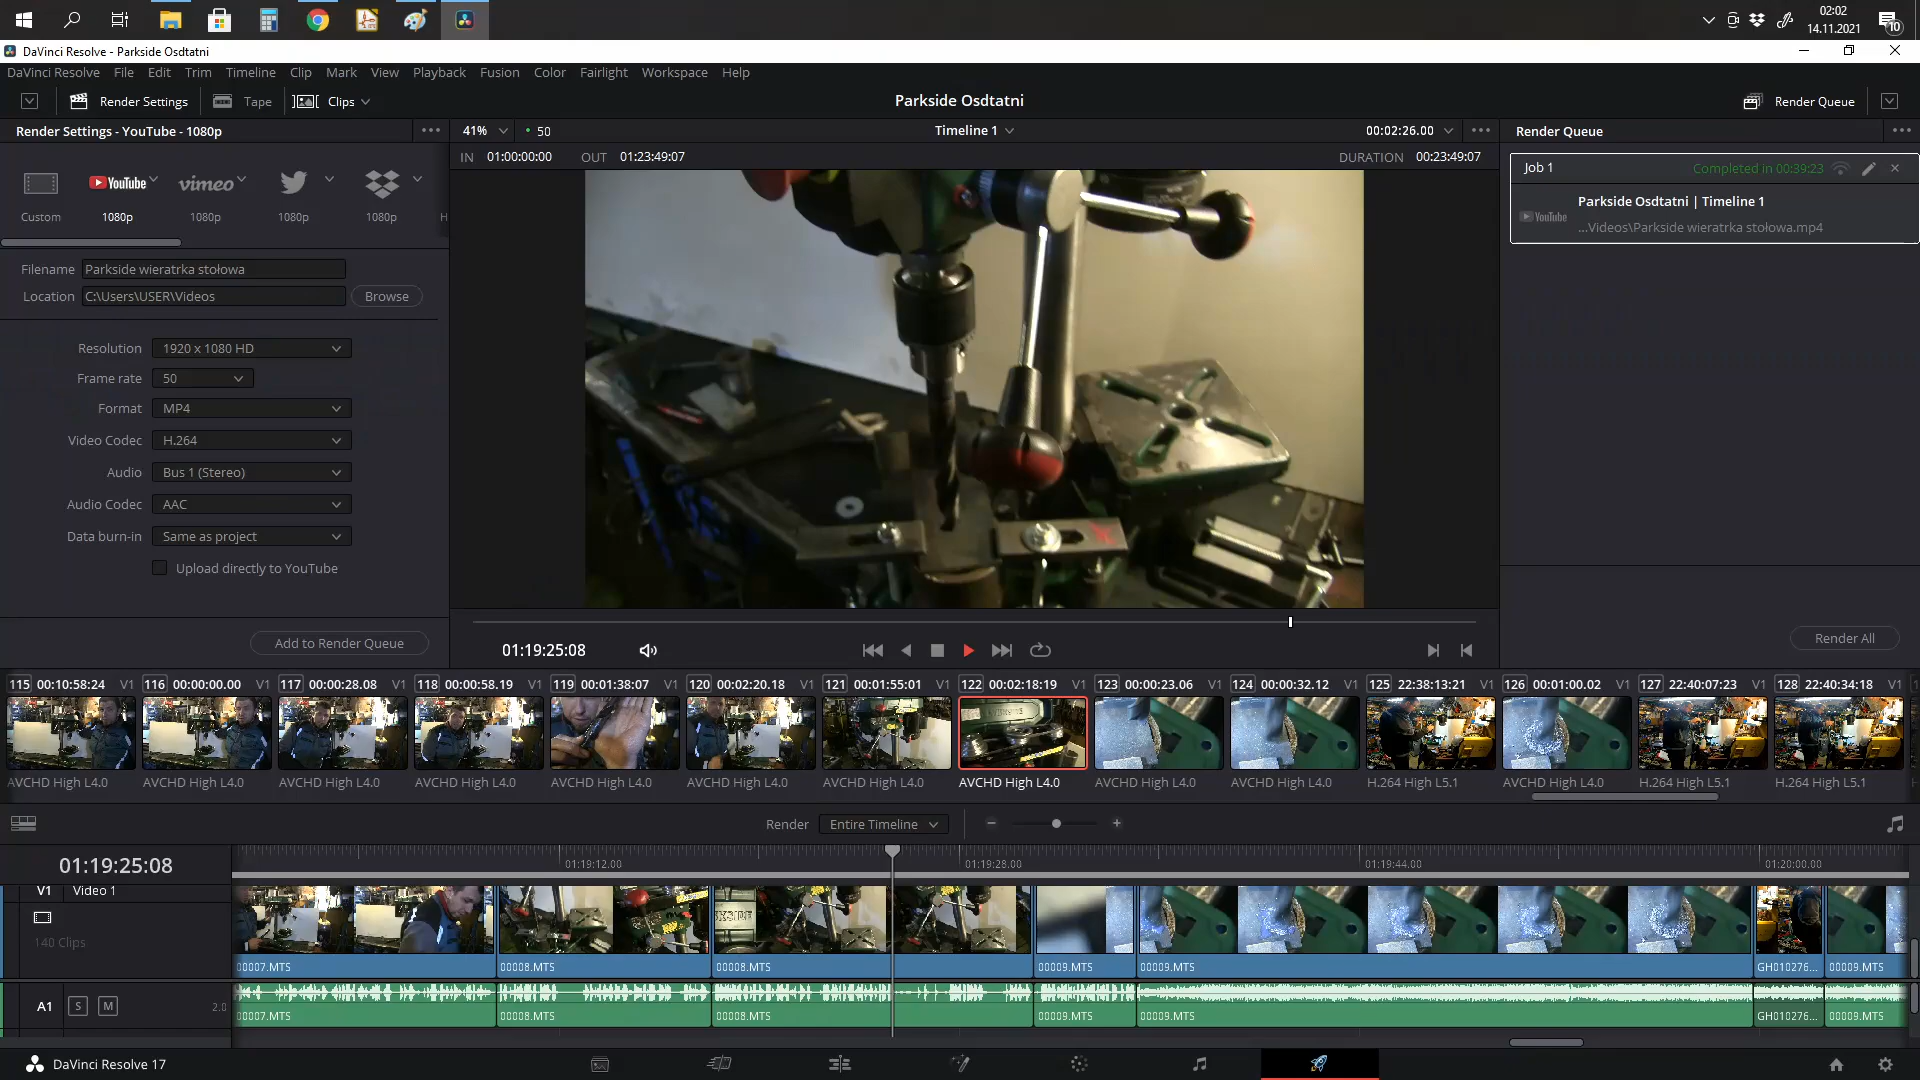 02:02
14.11.2021
10
DaVinci Resolve - Parkside Osdtatni
DaVinci Resolve File Edit Trim Timeline Clip Mark View Playback Fusion Color Fairlight Workspace Help
Render Settings Tape Clips Parkside Osdtatni Render Queue
Render Settings - YouTube - 1080p 41% 50 Timeline 1 00:02:26.00 Render Queue
IN 01:00:00:00 OUT 01:23:49:07 DURATION 00:23:49:07
Job 1 Completed in 00:39:23
YouTube vimeo
Custom 1080p 1080p 1080p 1080p H
Parkside Osdtatni | Timeline 1
YouTube ...Videos\Parkside wieratrka stołowa.mp4
Filename Parkside wieratrka stołowa
Location C:\Users\USER\Videos Browse
Resolution 1920 x 1080 HD
Frame rate 50
Format MP4
Video Codec H.264
Audio Bus 1 (Stereo)
Audio Codec AAC
Data burn-in Same as project
Upload directly to YouTube
Add to Render Queue
01:19:25:08
Render All
115 00:10:58:24 V1 116 00:00:00.00 V1 117 00:00:28.08 V1 118 00:00:58.19 V1 119 00:01:38:07 V1 120 00:02:20.18 V1 121 00:01:55:01 V1 122 00:02:18:19 V1 123 00:00:23.06 V1 124 00:00:32.12 V1 125 22:38:13:21 V1 126 00:01:00.02 V1 127 22:40:07:23 V1 128 22:40:34:18 V1
AVCHD High L4.0 AVCHD High L4.0 AVCHD High L4.0 AVCHD High L4.0 AVCHD High L4.0 AVCHD High L4.0 AVCHD High L4.0 AVCHD High L4.0 AVCHD High L4.0 AVCHD High L4.0 H.264 High L5.1 AVCHD High L4.0 H.264 High L5.1 H.264 High L5.1
Render Entire Timeline
01:19:25:08 01:19:12.00 01:19:28.00 01:19:44.00 01:20:00.00
V1 Video 1
140 Clips
00007.MTS 00008.MTS 00008.MTS 00009.MTS 00009.MTS GH010276... 00009.MTS
A1 S M 2.0
00007.MTS 00008.MTS 00008.MTS 00009.MTS 00009.MTS GH010276... 00009.MTS
DaVinci Resolve 17